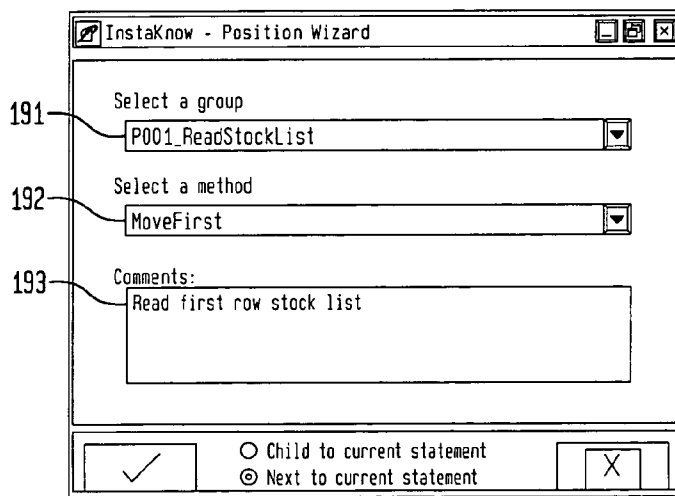 InstaKnow - Position Wizard
Select a group
191
P001_ReadStockList
Select a method
192
MoveFirst
Comments:
193
Read first row stock list
Child to current statement
Next to current statement
X